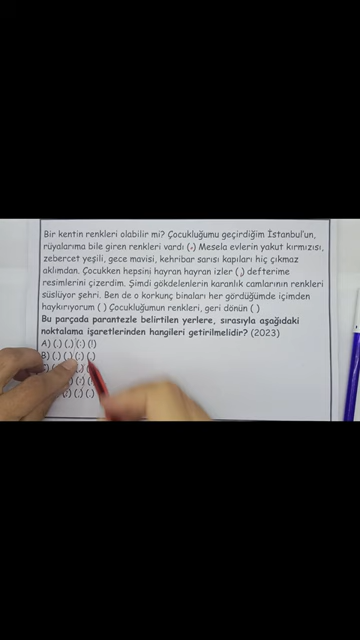 Bir kentin renkleri olabilir mi? Çocukluğumu geçirdiğim İstanbul'un,
rüyalarıma bile giren renkleri vardı (.) Mesela evlerin yakut kırmızısı,
zebercet yeşili, gece mavisi, kehribar sarısı kapıları hiç çıkmaz
aklımdan. Çocukken hepsini hayran hayran izler (,) defterime
resimlerini çizerdim. Şimdi gökdelenlerin karanlık camlarının renkleri
süslüyor şehri. Ben de o korkunç binaları her gördüğümde içimden
haykırıyorum ( ) Çocukluğumun renkleri, geri dönün ( )
Bu parçada parantezle belirtilen yerlere, sırasıyla aşağıdaki
noktalama işaretlerinden hangileri getirilmelidir? (2023)
A) (.) (,) (:) (!)
B)